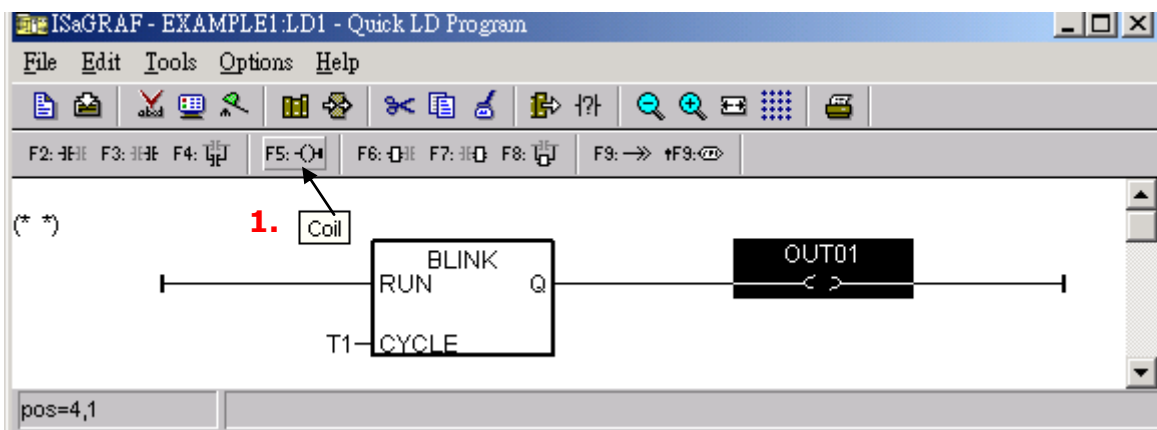 ISaGRAF - EXAMPLE1:LD1 - Quick LD Program
File Edit Tools Options Help
F2: F3: F4: F5: F6: F7: F8: F9: F9:
(* *)
1. Coil
BLINK OUT01
RUN Q
T1 CYCLE
pos=4,1